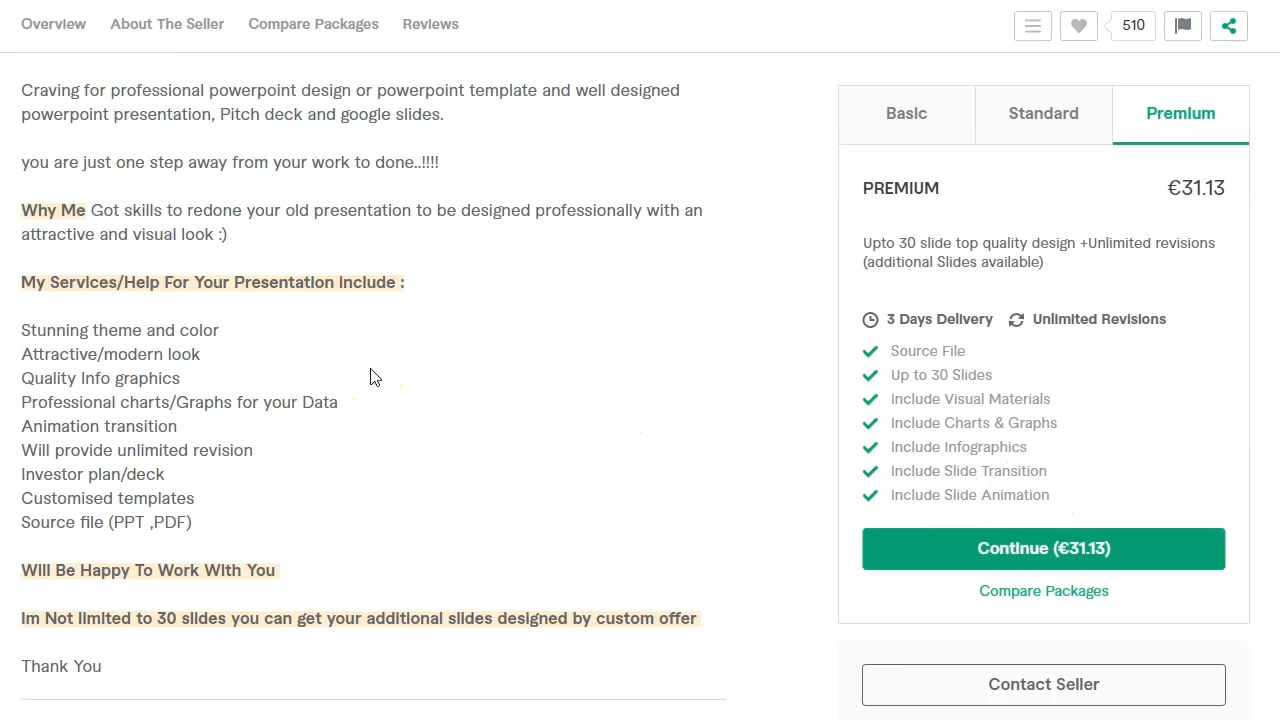 Overview About The Seller Compare Packages Reviews 510
Craving for professional powerpoint design or powerpoint template and well designed
powerpoint presentation, Pitch deck and google slides.
you are just one step away from your work to done..!!!!
Why Me Got skills to redone your old presentation to be designed professionally with an
attractive and visual look :)
My Services/Help For Your Presentation Include :
Stunning theme and color
Attractive/modern look
Quality Info graphics
Professional charts/Graphs for your Data
Animation transition
Will provide unlimited revision
Investor plan/deck
Customised templates
Source file (PPT ,PDF)
Will Be Happy To Work With You
Im Not limited to 30 slides you can get your additional slides designed by custom offer
Thank You
Basic Standard Premium
PREMIUM €31.13
Upto 30 slide top quality design +Unlimited revisions
(additional Slides available)
3 Days Delivery Unlimited Revisions
Source File
Up to 30 Slides
Include Visual Materials
Include Charts & Graphs
Include Infographics
Include Slide Transition
Include Slide Animation
Continue (€31.13)
Compare Packages
Contact Seller